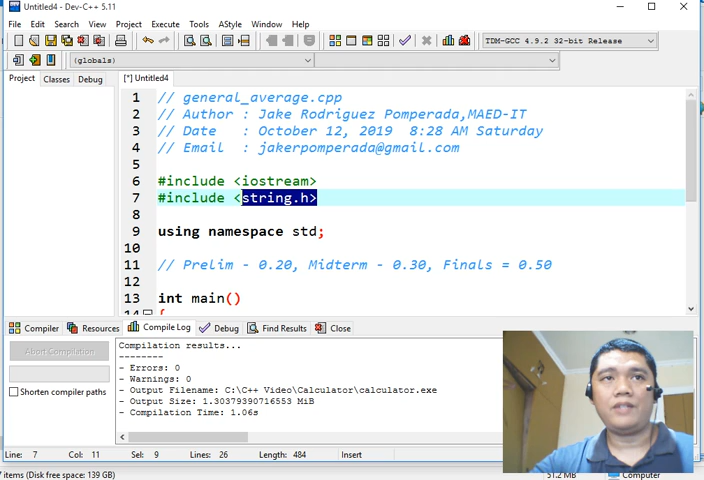 Untitled4 - Dev-C++ 5.11
File Edit Search View Project Execute Tools AStyle Window Help
TDM-GCC 4.9.2 32-bit Release
(globals)
Project Classes Debug
[*] Untitled4
1 // general_average.cpp
2 // Author : Jake Rodriguez Pomperada,MAED-IT
3 // Date : October 12, 2019 8:28 AM Saturday
4 // Email : jakerpomperada@gmail.com
5
6 #include <iostream>
7 #include <string.h>
8
9 using namespace std;
10
11 // Prelim - 0.20, Midterm - 0.30, Finals = 0.50
12
13 int main()
14 {
Compiler Resources Compile Log Debug Find Results Close
Abort Compilation
Shorten compiler paths
Compilation results...
--------
- Errors: 0
- Warnings: 0
- Output Filename: C:\C++ Video\Calculator\calculator.exe
- Output Size: 1.30379390716553 MiB
- Compilation Time: 1.06s
Line: 7 Col: 11 Sel: 9 Lines: 26 Length: 484 Insert
items (Disk free space: 139 GB) 51.2 MB Computer